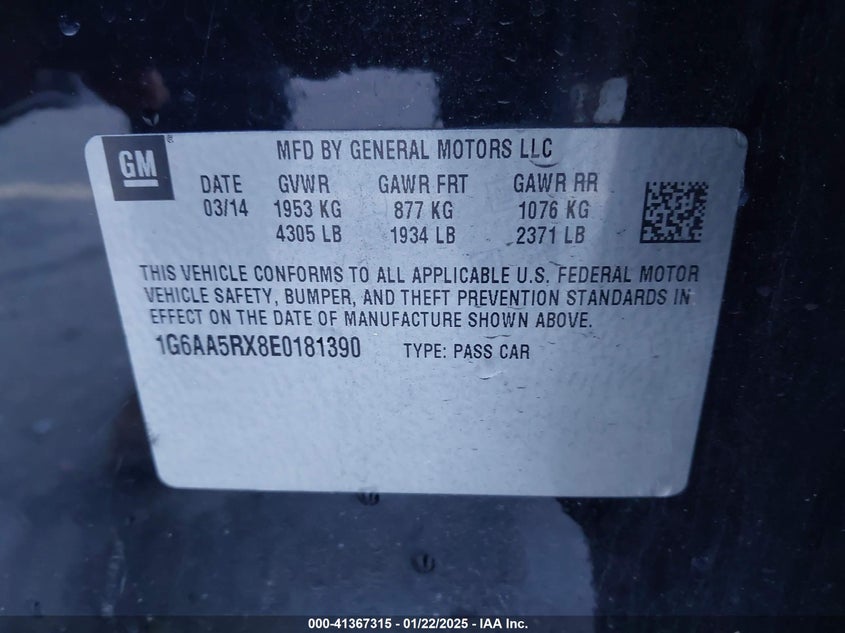 GM
MFD BY GENERAL MOTORS LLC
DATE GVWR GAWR FRT GAWR RR
03/14 1953 KG 877 KG 1076 KG
4305 LB 1934 LB 2371 LB
THIS VEHICLE CONFORMS TO ALL APPLICABLE U.S. FEDERAL MOTOR
VEHICLE SAFETY, BUMPER, AND THEFT PREVENTION STANDARDS IN
EFFECT ON THE DATE OF MANUFACTURE SHOWN ABOVE.
1G6AA5RX8E0181390 TYPE: PASS CAR
000-41367315 - 01/22/2025 - IAA Inc.